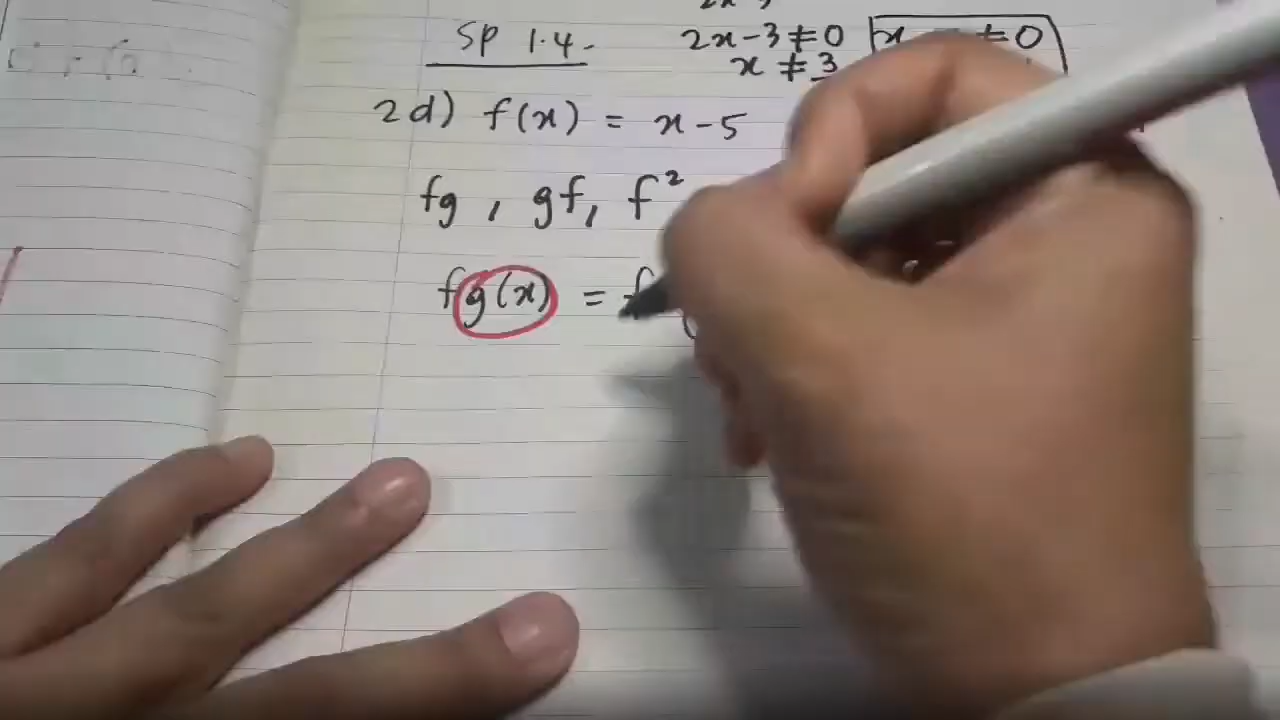 SP 1.4. 2x-3≠0
x ≠ 3
2d) f(x) = x-5
fg , gf, f²
fg(x) = f